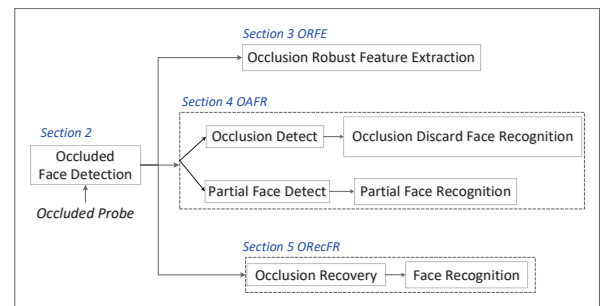 Section 3 ORFE
Occlusion Robust Feature Extraction
Section 4 OAFR
Occlusion Detect
Occlusion Discard Face Recognition
Section 2
Occluded
Face Detection
Partial Face Detect
Partial Face Recognition
Occluded Probe
Section 5 ORecFR
Occlusion Recovery
Face Recognition